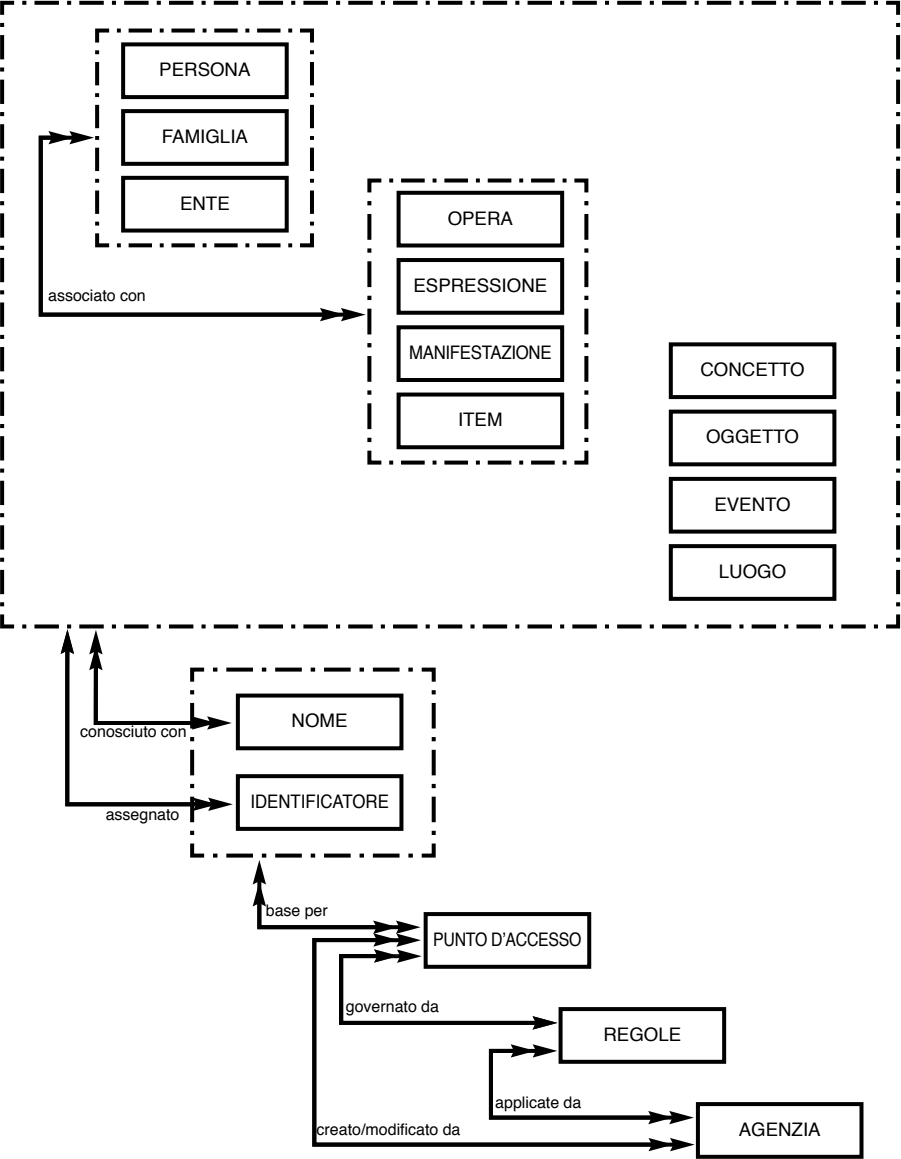 PERSONA
FAMIGLIA
ENTE
OPERA
ESPRESSIONE
associato con
MANIFESTAZIONE
CONCETTO
ITEM
OGGETTO
EVENTO
LUOGO
NOME
conosciuto con
IDENTIFICATORE
assegnato
base per
PUNTO D'ACCESSO
governato da
REGOLE
applicate da
creato/modificato da
AGENZIA